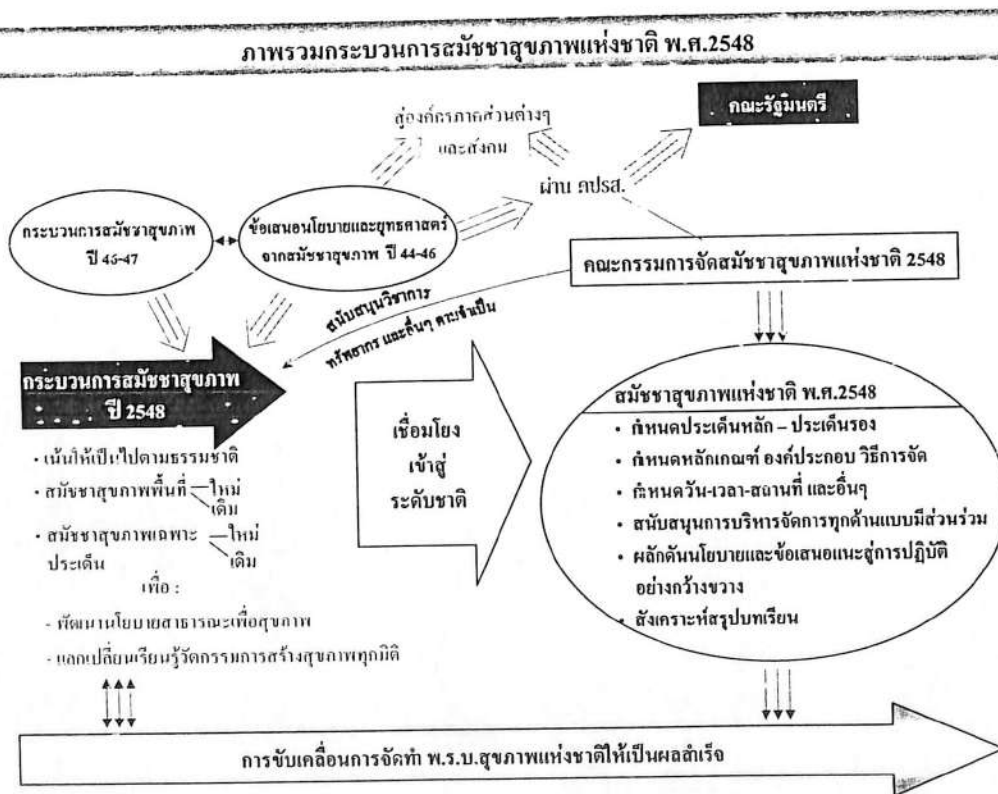 ภาพรวมกระบวนการสมัชชาสุขภาพแห่งชาติ พ.ศ.2548
คณะรัฐมนตรี
สู่องค์กรภาคส่วนต่างๆ
และสังคม
ผ่าน คปรส.
กระบวนการสมัชชาสุขภาพ
ปี 46-47
ข้อเสนอนโยบายและยุทธศาสตร์
จากสมัชชาสุขภาพ ปี 44-46
คณะกรรมการจัดสมัชชาสุขภาพแห่งชาติ 2548
สนับสนุนวิชาการ
ทรัพยากร และอื่นๆ ตามจำเป็น
กระบวนการสมัชชาสุขภาพ
ปี 2548
• เน้นให้เป็นไปตามธรรมชาติ
• สมัชชาสุขภาพพื้นที่ ใหม่
เดิม
• สมัชชาสุขภาพเฉพาะ ใหม่
ประเด็น เดิม
เพื่อ :
- พัฒนานโยบายสาธารณะเพื่อสุขภาพ
- แลกเปลี่ยนเรียนรู้วัตกรรมการสร้างสุขภาพทุกมิติ
เชื่อมโยง
เข้าสู่
ระดับชาติ
สมัชชาสุขภาพแห่งชาติ พ.ศ.2548
• กำหนดประเด็นหลัก – ประเด็นรอง
• กำหนดหลักเกณฑ์ องค์ประกอบ วิธีการจัด
• กำหนดวัน-เวลา-สถานที่ และอื่นๆ
• สนับสนุนการบริหารจัดการทุกด้านแบบมีส่วนร่วม
• ผลักดันนโยบายและข้อเสนอแนะสู่การปฏิบัติ
อย่างกว้างขวาง
• สังเคราะห์สรุปบทเรียน
การขับเคลื่อนการจัดทำ พ.ร.บ.สุขภาพแห่งชาติให้เป็นผลสำเร็จ